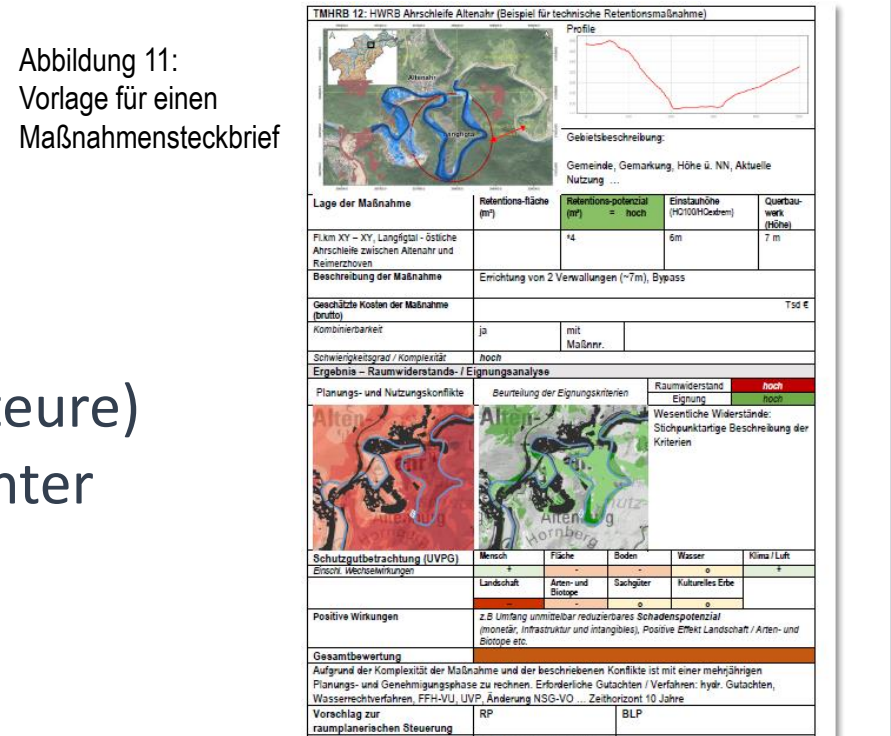 Abbildung 11:
Vorlage für einen
Maßnahmensteckbrief
teure)
nter
TMHRB 12: HWRB Ahrschleife Altenahr (Beispiel für technische Retentionsmaßnahme)
Altenahr
Langfigtal
Profile
Gebietsbeschreibung:
Gemeinde, Gemarkung, Höhe ü. NN, Aktuelle
Nutzung ...
Lage der Maßnahme
Retentions-fläche
(m²)
Retentions-potenzial
(m³) = hoch
Einstauhöhe
(HQ100/HQextrem)
Querbau-
werk
(Höhe)
Fl.km XY – XY, Langfigtal - östliche
Ahrschleife zwischen Altenahr und
Reimerzhoven
*4
6m
7 m
Beschreibung der Maßnahme
Errichtung von 2 Verwallungen (~7m), Bypass
Geschätzte Kosten der Maßnahme
(brutto)
Tsd €
Kombinierbarkeit
ja
mit
Maßnnr.
Schwierigkeitsgrad / Komplexität
hoch
Ergebnis – Raumwiderstands- / Eignungsanalyse
Planungs- und Nutzungskonflikte
Beurteilung der Eignungskriterien
Raumwiderstand
hoch
Eignung
hoch
Wesentliche Widerstände:
Stichpunktartige Beschreibung der
Kriterien
Schutzgutbetrachtung (UVPG)
Einschl. Wechselwirkungen
Mensch
Fläche
Boden
Wasser
Klima / Luft
+
-
-
o
+
Landschaft
Arten- und
Biotope
Sachgüter
Kulturelles Erbe
--
-
o
o
Positive Wirkungen
z.B Umfang unmittelbar reduzierbares Schadenspotenzial
(monetär, Infrastruktur und intangibles), Positive Effekt Landschaft / Arten- und
Biotope etc.
Gesamtbewertung
Aufgrund der Komplexität der Maßnahme und der beschriebenen Konflikte ist mit einer mehrjährigen
Planungs- und Genehmigungsphase zu rechnen. Erforderliche Gutachten / Verfahren: hydr. Gutachten,
Wasserrechtverfahren, FFH-VU, UVP, Änderung NSG-VO ... Zeithorizont 10 Jahre
Vorschlag zur
raumplanerischen Steuerung
RP
BLP